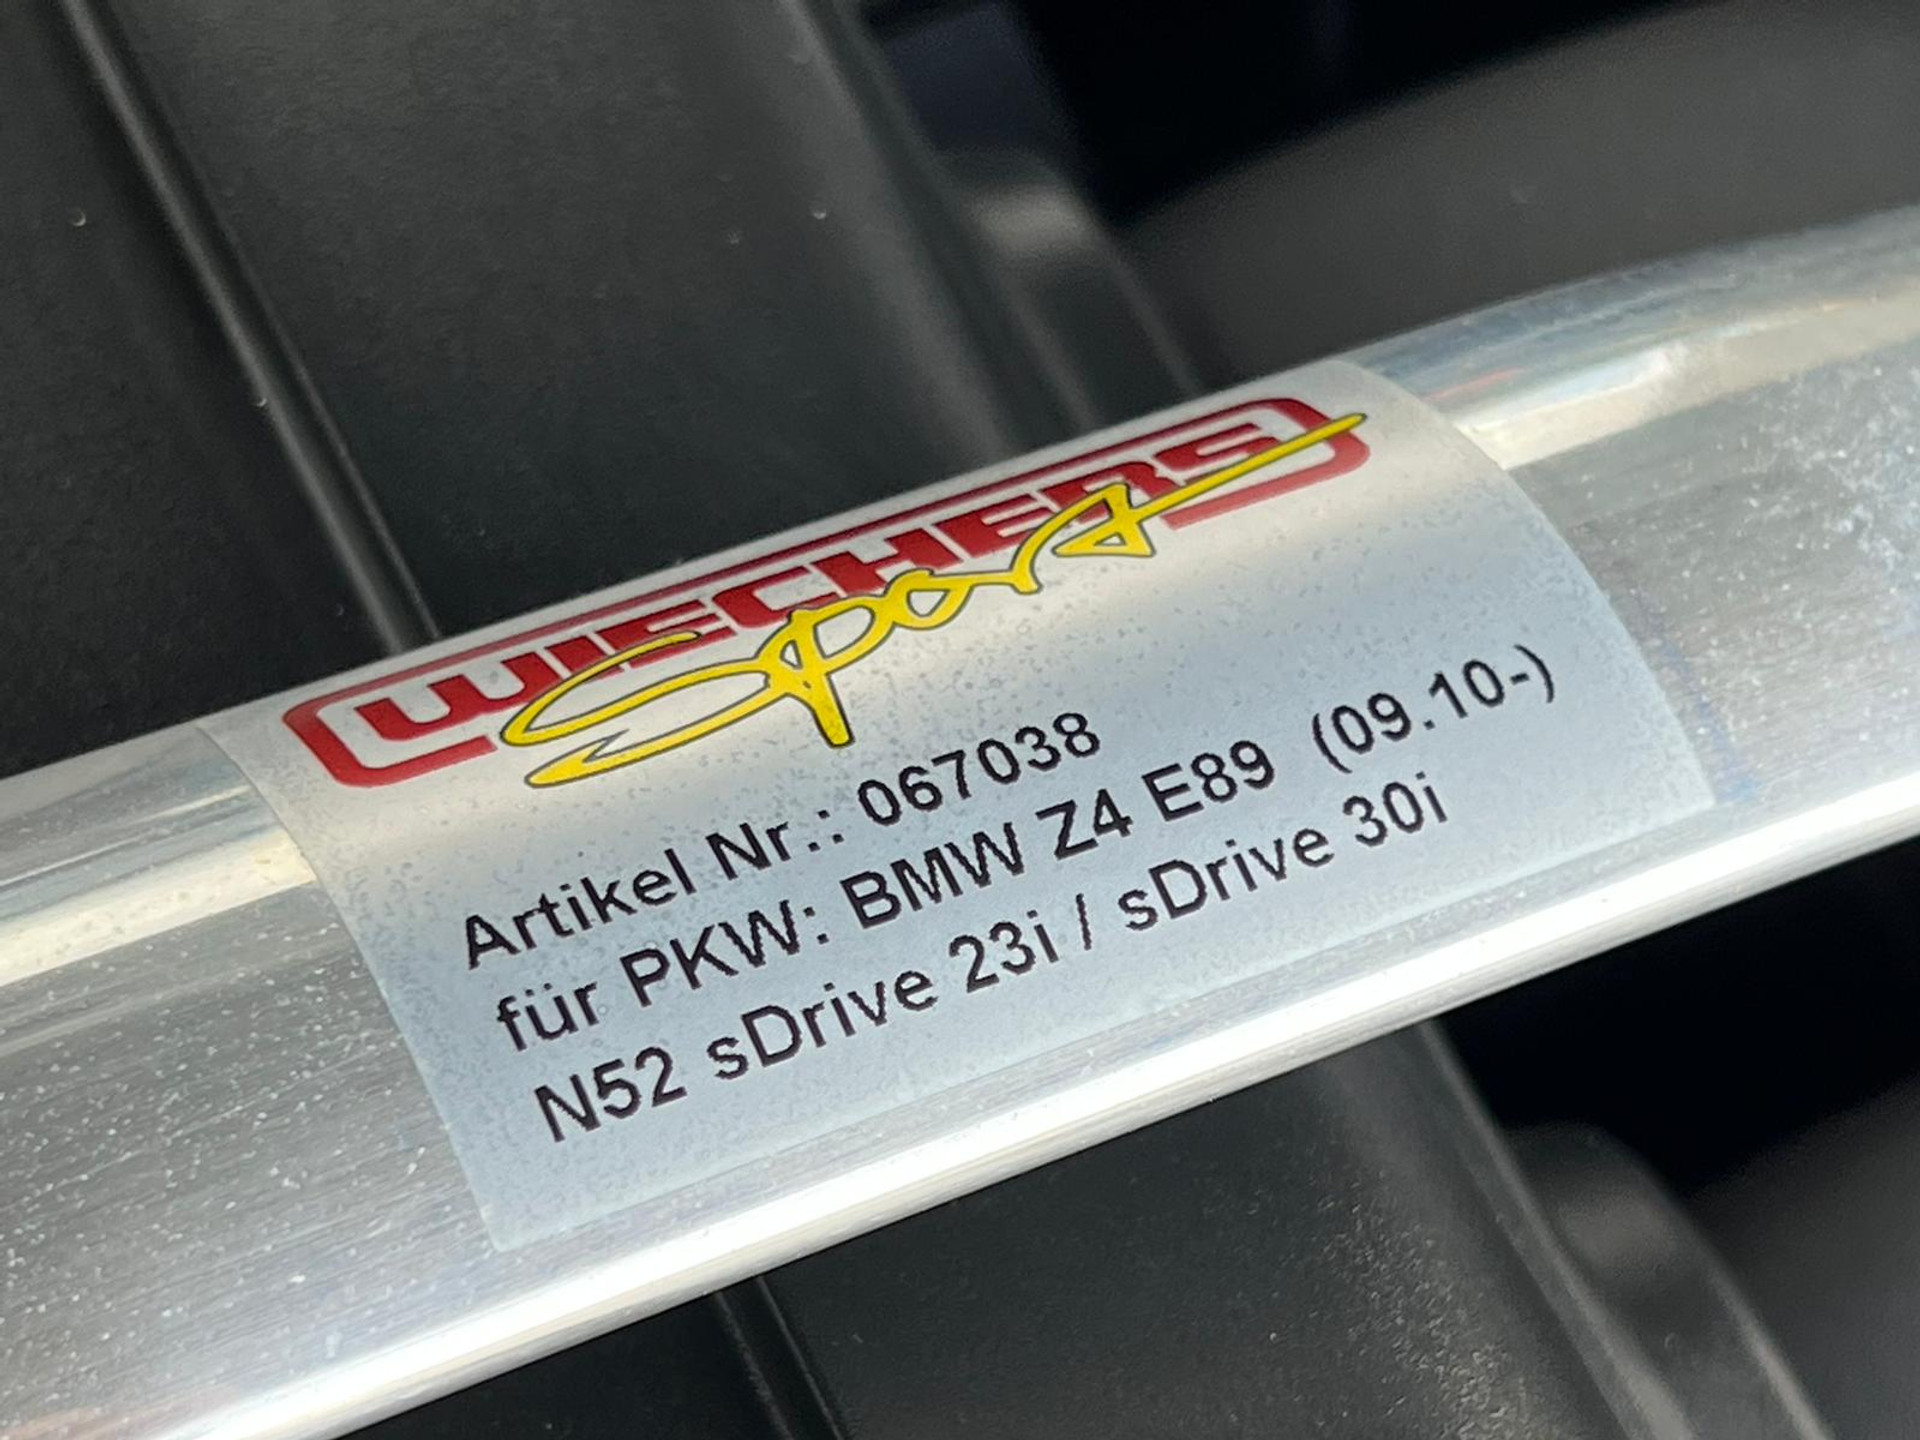 WIECHERS
Sport
Artikel Nr.: 067038
für PKW: BMW Z4 E89 (09.10-)
N52 sDrive 23i / sDrive 30i